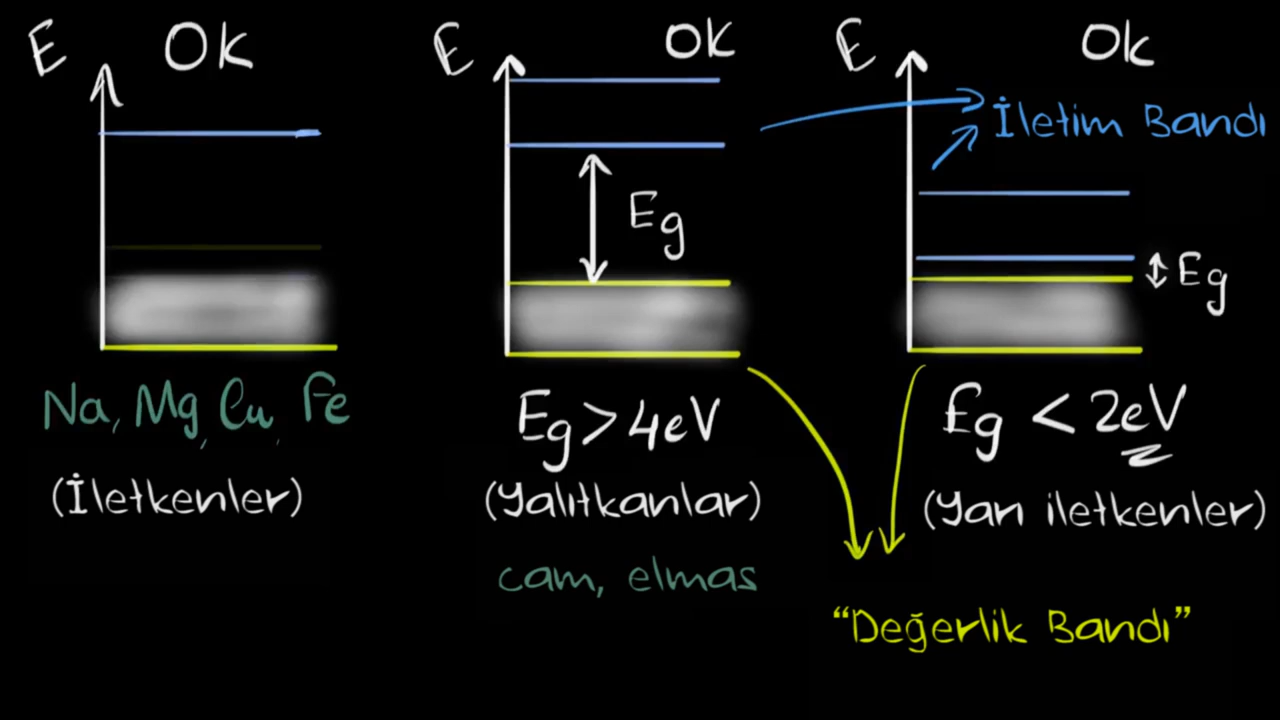 E 0k
Na, Mg, Cu, Fe
(İletkenler)
E 0k
Eg
Eg > 4eV
(Yalıtkanlar)
cam, elmas
E 0k
İletim Bandı
Eg
Eg < 2eV
(Yarı iletkenler)
“Değerlik Bandı”